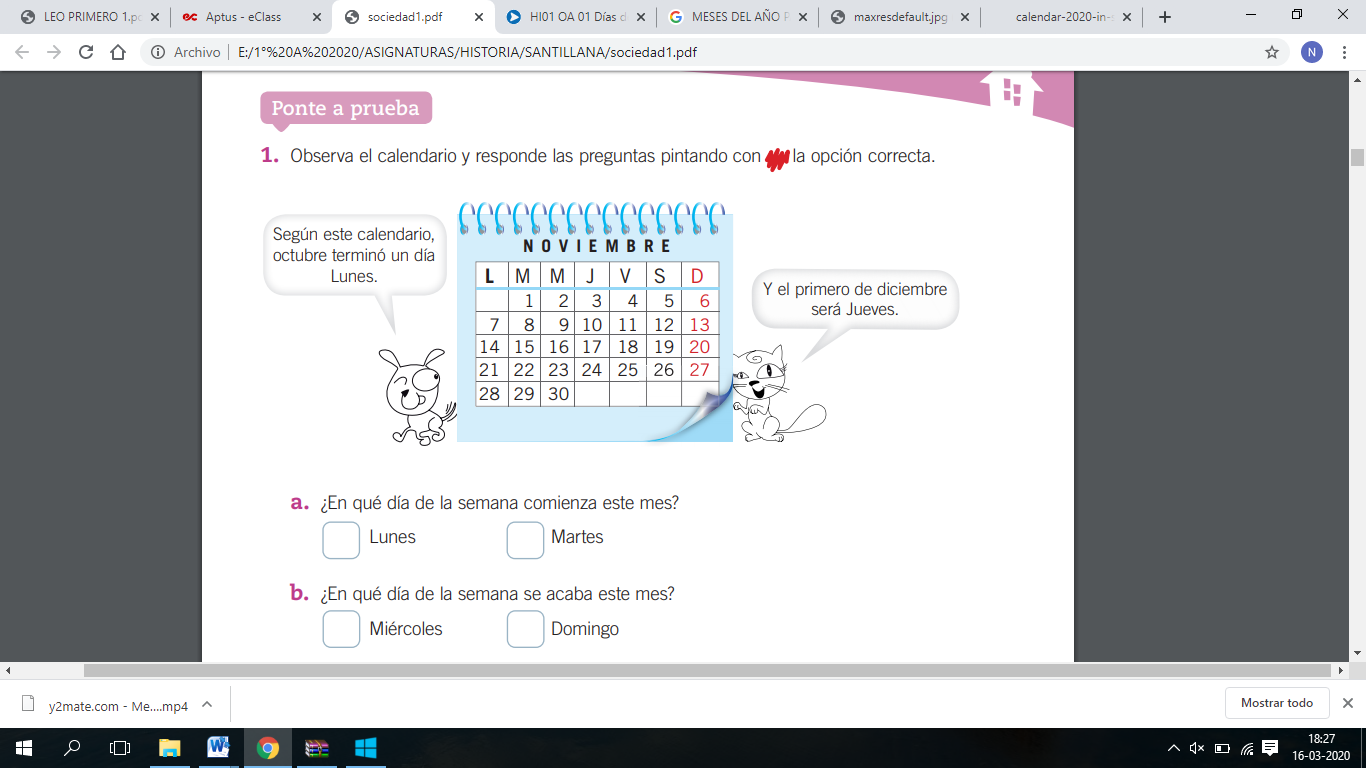 LEO PRIMERO 1.pc
Aptus - eClass
sociedad1.pdf
HI01 OA 01 Días d
MESES DEL AÑO P
maxresdefault.jpg
calendar-2020-in-s
Archivo
E:/1°%20A%202020/ASIGNATURAS/HISTORIA/SANTILLANA/sociedad1.pdf
N
Ponte a prueba
1. Observa el calendario y responde las preguntas pintando con la opción correcta.
Según este calendario,
octubre terminó un día
Lunes.
NOVIEMBRE
L M M J V S D
1 2 3 4 5 6
7 8 9 10 11 12 13
14 15 16 17 18 19 20
21 22 23 24 25 26 27
28 29 30
Y el primero de diciembre
será Jueves.
a. ¿En qué día de la semana comienza este mes?
Lunes Martes
b. ¿En qué día de la semana se acaba este mes?
Miércoles Domingo
y2mate.com - Me....mp4
Mostrar todo
18:27
16-03-2020